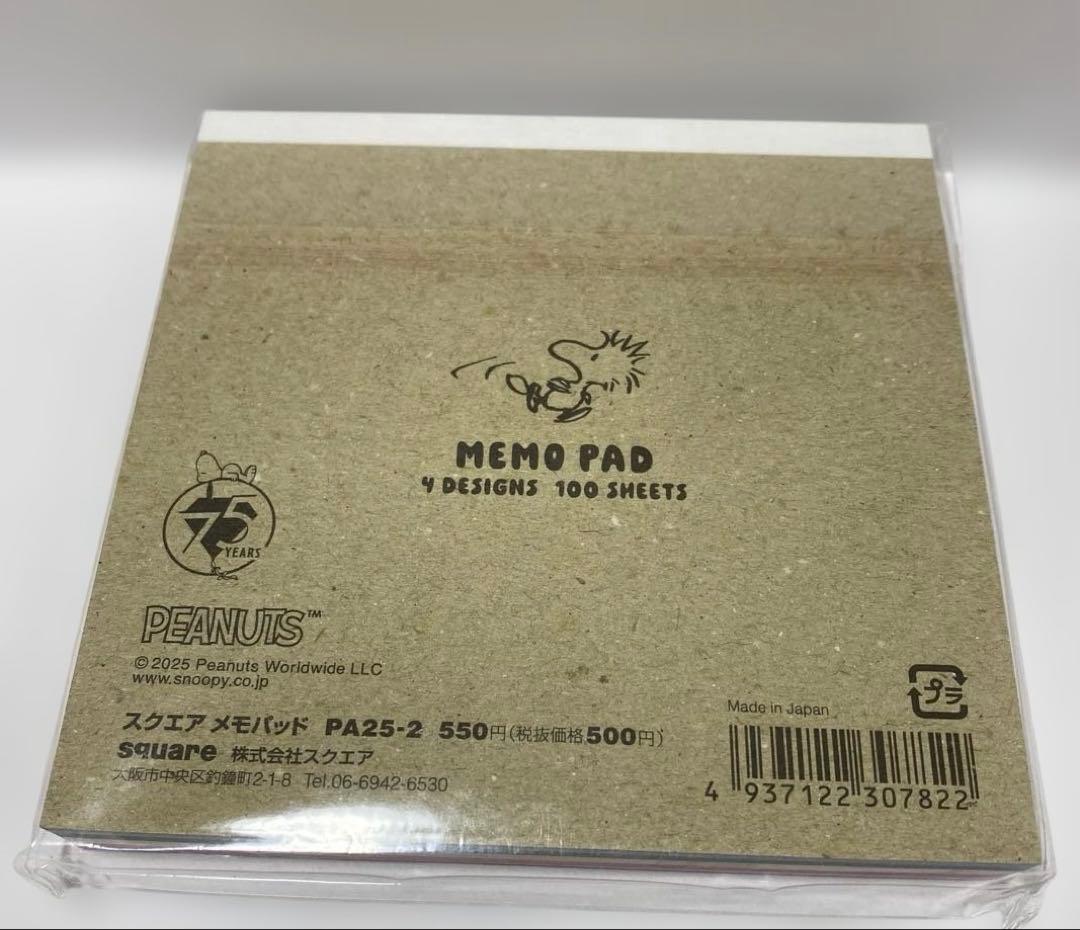 MEMO PAD
4 DESIGNS 100 SHEETS
75
YEARS
PEANUTS™
©2025 Peanuts Worldwide LLC
www.snoopy.co.jp
スクエア メモパッド PA25-2 550円(税抜価格500円)
square 株式会社スクエア
大阪市中央区釣鐘町2-1-8 Tel.06-6942-6530
プラ
Made in Japan
4 937122 307822